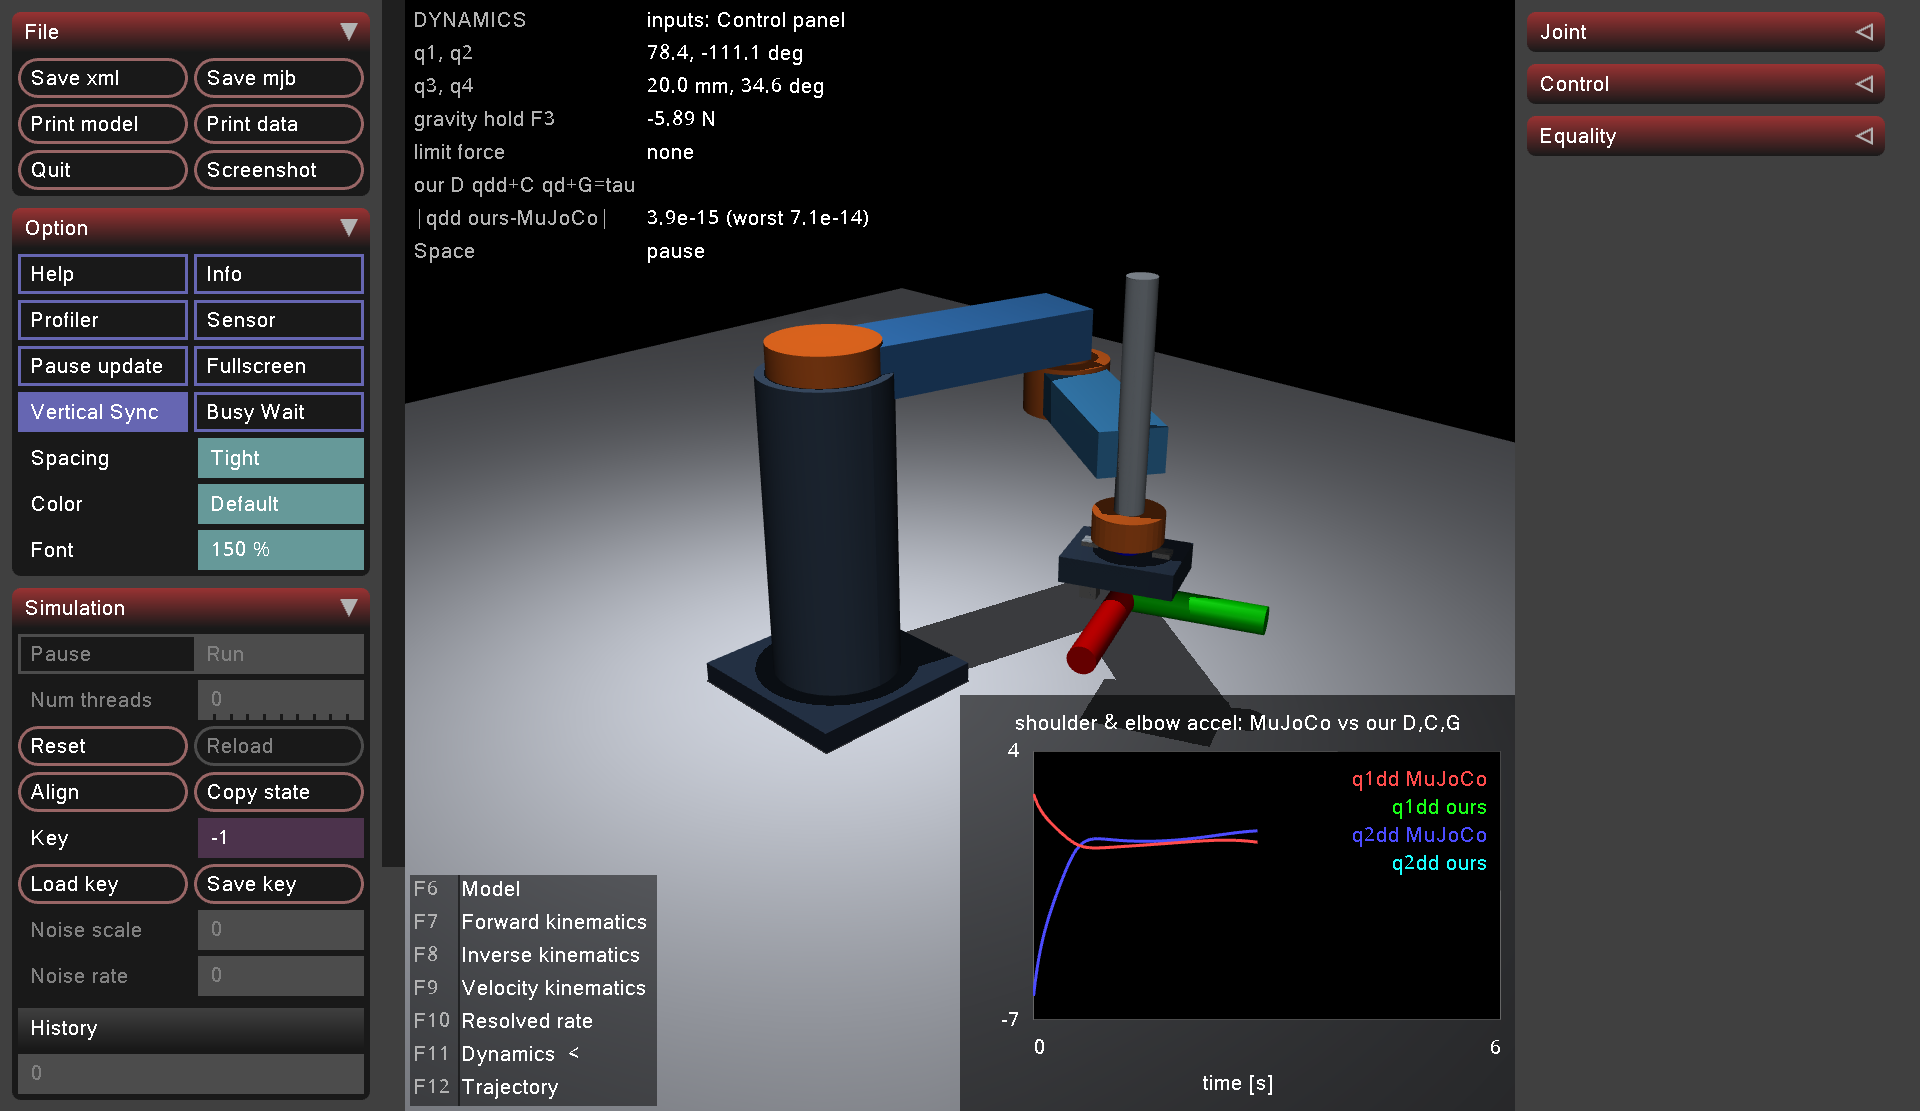 File
Save xml
Save mjb
Print model
Print data
Quit
Screenshot
Option
Help
Info
Profiler
Sensor
Pause update
Fullscreen
Vertical Sync
Busy Wait
Spacing
Tight
Color
Default
Font
150 %
Simulation
Pause
Run
Num threads
0
Reset
Reload
Align
Copy state
Key
-1
Load key
Save key
Noise scale
0
Noise rate
0
History
0
DYNAMICS inputs: Control panel
q1, q2 78.4, -111.1 deg
q3, q4 20.0 mm, 34.6 deg
gravity hold F3 -5.89 N
limit force none
our D qdd+C qd+G=tau
|qdd ours-MuJoCo| 3.9e-15 (worst 7.1e-14)
Space pause
F6 Model
F7 Forward kinematics
F8 Inverse kinematics
F9 Velocity kinematics
F10 Resolved rate
F11 Dynamics <
F12 Trajectory
shoulder & elbow accel: MuJoCo vs our D,C,G
4
q1dd MuJoCo
q1dd ours
q2dd MuJoCo
q2dd ours
-7
0
6
time [s]
Joint
Control
Equality